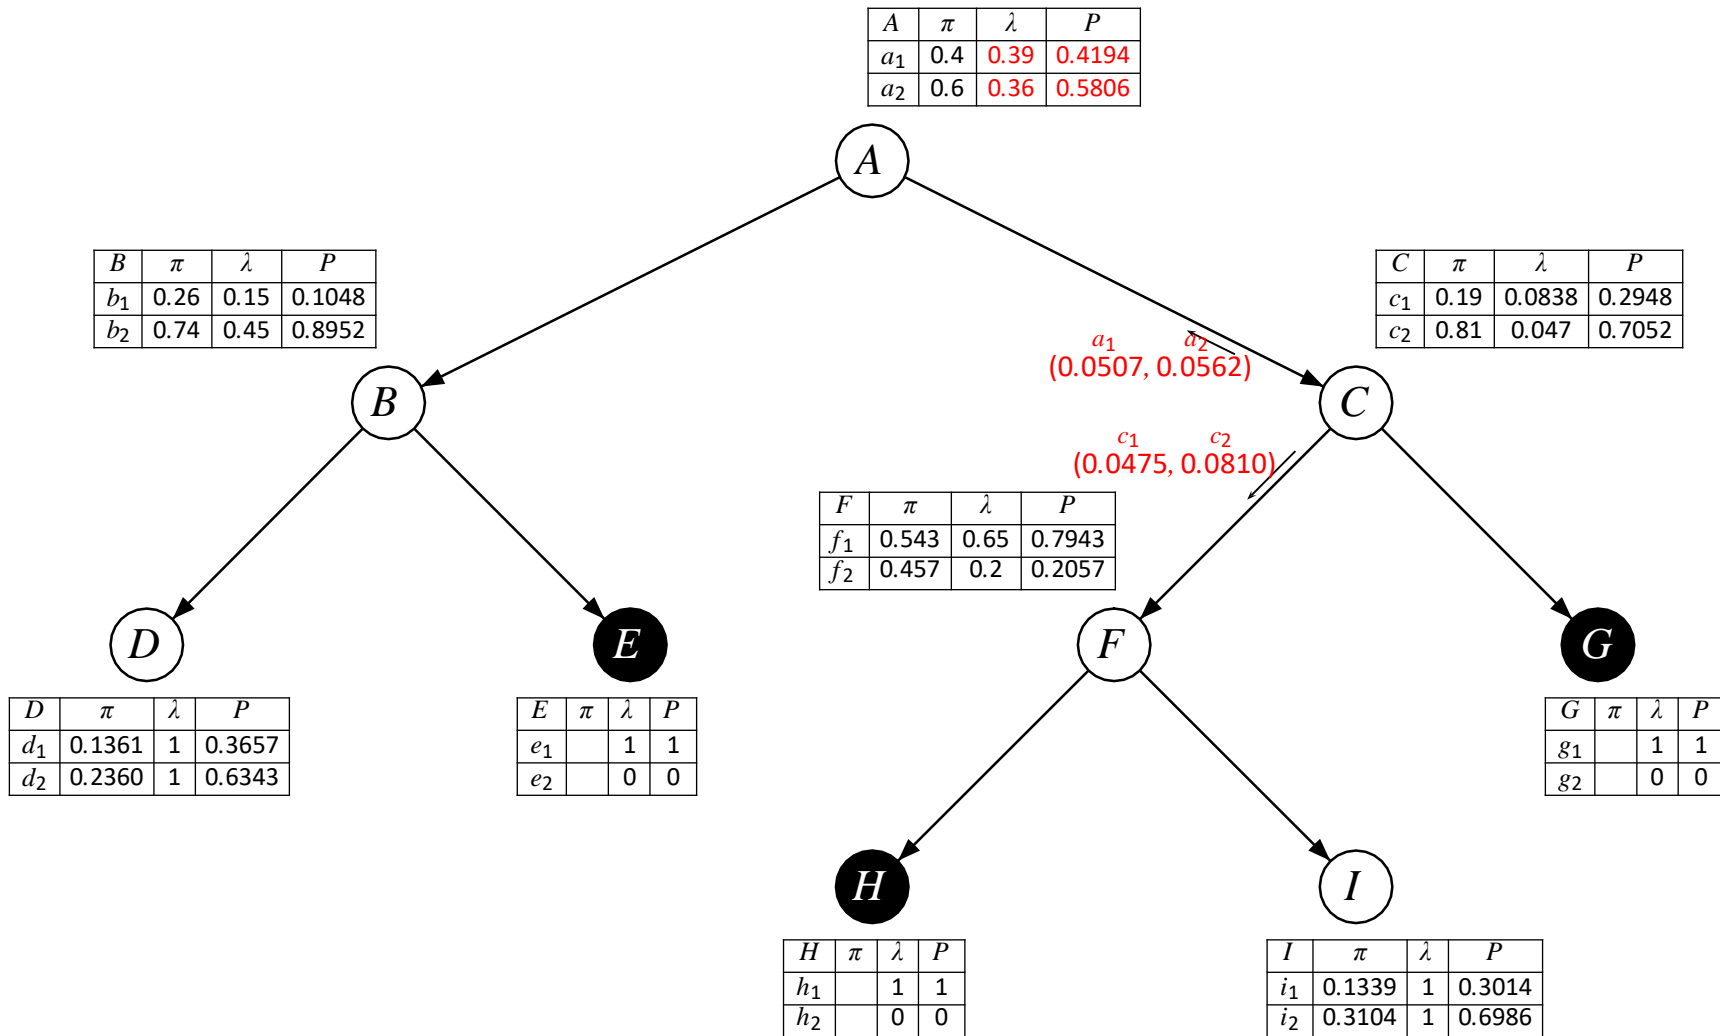 A π λ P
a1 0.4 0.39 0.4194
a2 0.6 0.36 0.5806
A
B π λ P
b1 0.26 0.15 0.1048
b2 0.74 0.45 0.8952
C π λ P
c1 0.19 0.0838 0.2948
c2 0.81 0.047 0.7052
a1 a2
(0.0507, 0.0562)
B
C
c1 c2
(0.0475, 0.0810)
F π λ P
f1 0.543 0.65 0.7943
f2 0.457 0.2 0.2057
D
E
F
G
D π λ P
d1 0.1361 1 0.3657
d2 0.2360 1 0.6343
E π λ P
e1 1 1
e2 0 0
G π λ P
g1 1 1
g2 0 0
H
I
H π λ P
h1 1 1
h2 0 0
I π λ P
i1 0.1339 1 0.3014
i2 0.3104 1 0.6986